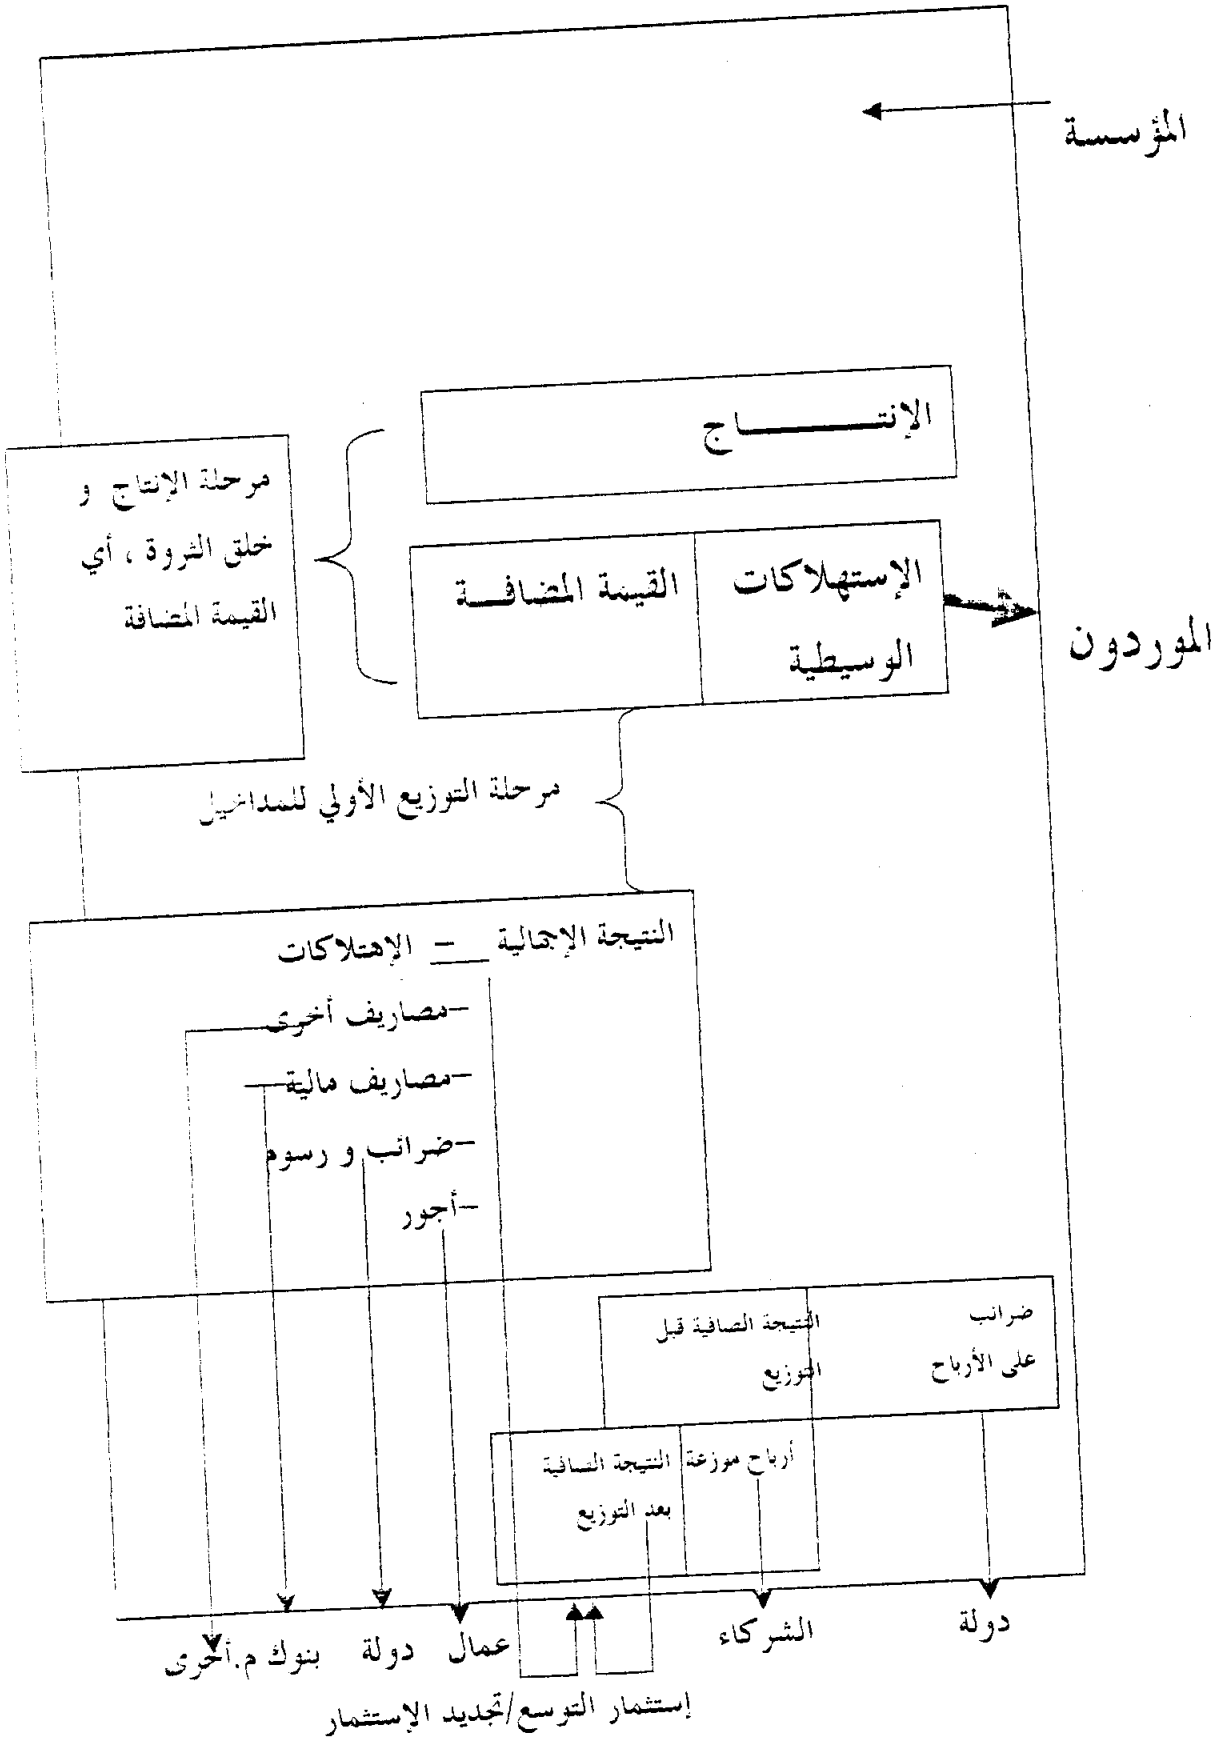 المؤسسة
الإنتـــــــاج
مرحلة الإنتاج و
خلق الثروة ، أي
القيمة المضافة
الإستهلاكات
الوسيطية
القيمة المضافـــة
الموردون
مرحلة التوزيع الأولي للمداخيل
النتيجة الإجمالية – الإهتلاكات
–مصاريف أخرى
–مصاريف مالية
–ضرائب و رسوم
–أجور
ضرائب
على الأرباح
النتيجة الصافية قبل
التوزيع
أرباح موزعة
النتيجة الصافية
بعد التوزيع
دولة
الشركاء
عمال
دولة
بنوك
م.أخرى
إستثمار التوسع/تجديد الإستثمار